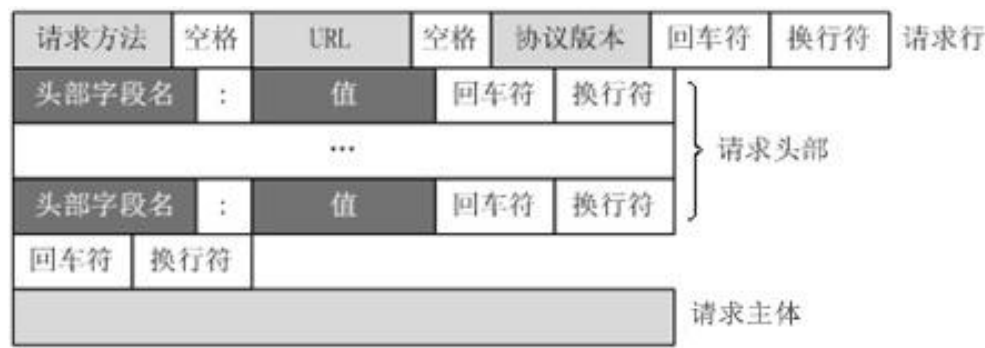 请求方法 空格 URL 空格 协议版本 回车符 换行符 请求行
头部字段名 : 值 回车符 换行符
… 请求头部
头部字段名 : 值 回车符 换行符
回车符 换行符
请求主体